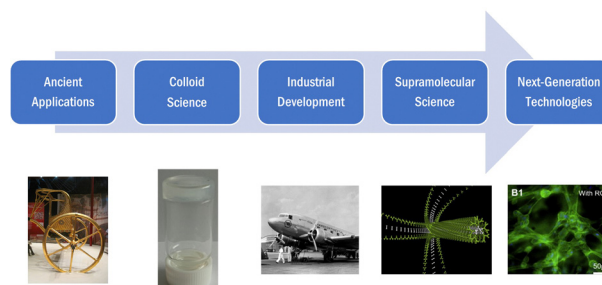 Ancient
Applications
Colloid
Science
Industrial
Development
Supramolecular
Science
Next-Generation
Technologies
B1
With
50